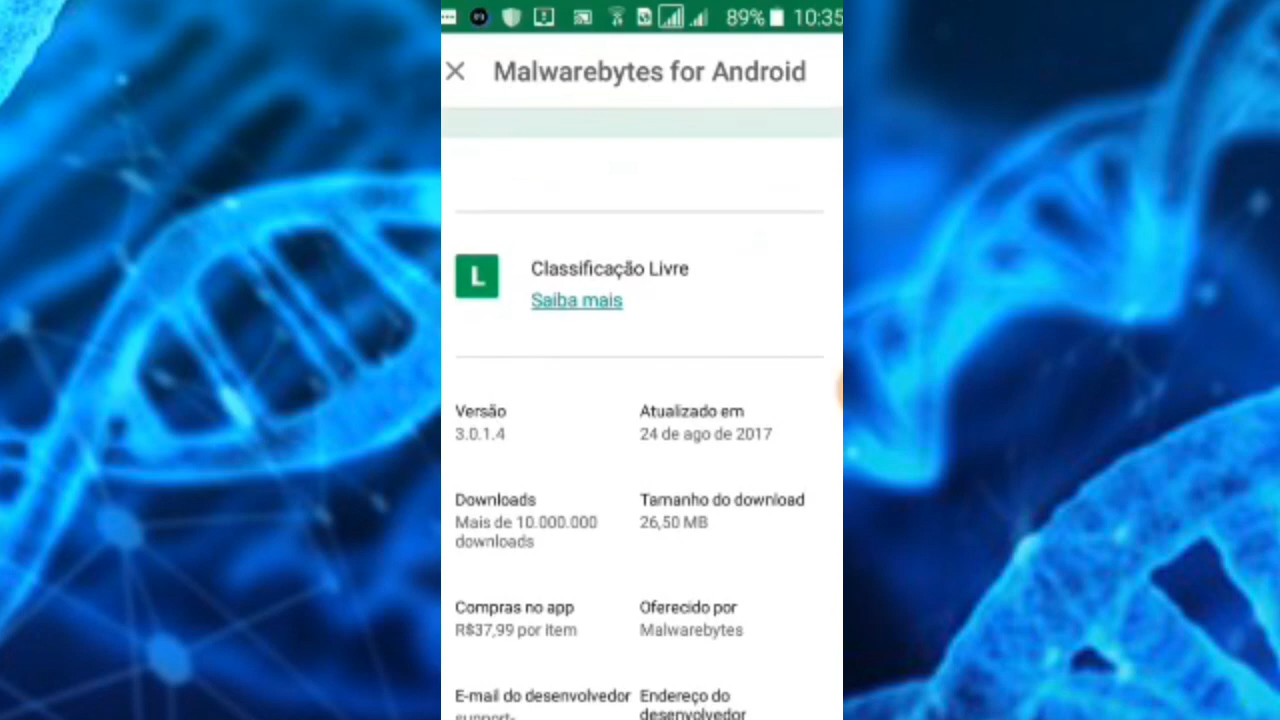 89% 10:35
Malwarebytes for Android
L
Classificação Livre
Saiba mais
Versão
3.0.1.4
Atualizado em
24 de ago de 2017
Downloads
Mais de 10.000.000
downloads
Tamanho do download
26,50 MB
Compras no app
R$37,99 por item
Oferecido por
Malwarebytes
E-mail do desenvolvedor
support-
Endereço do
desenvolvedor